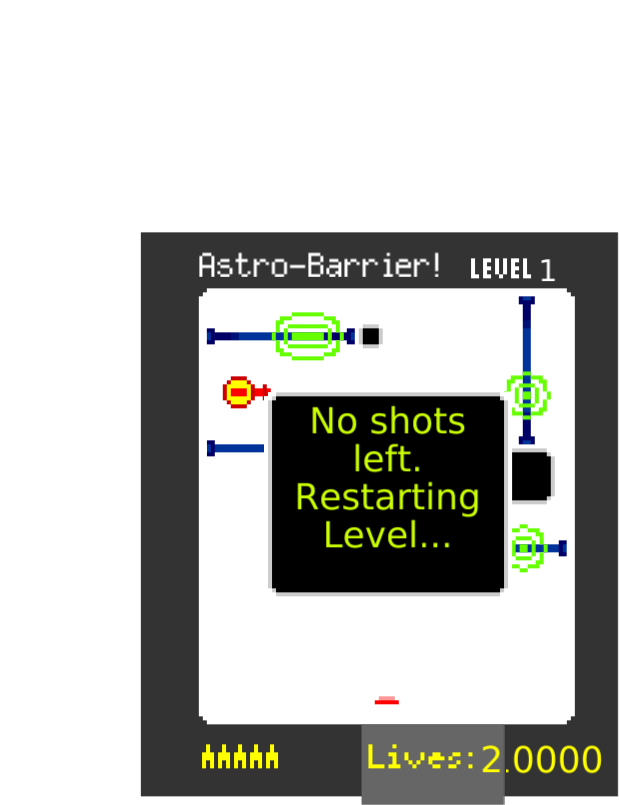 Astro-Barrier! LEVEL 1
No shots
left.
Restarting
Level...
Lives:2.0000